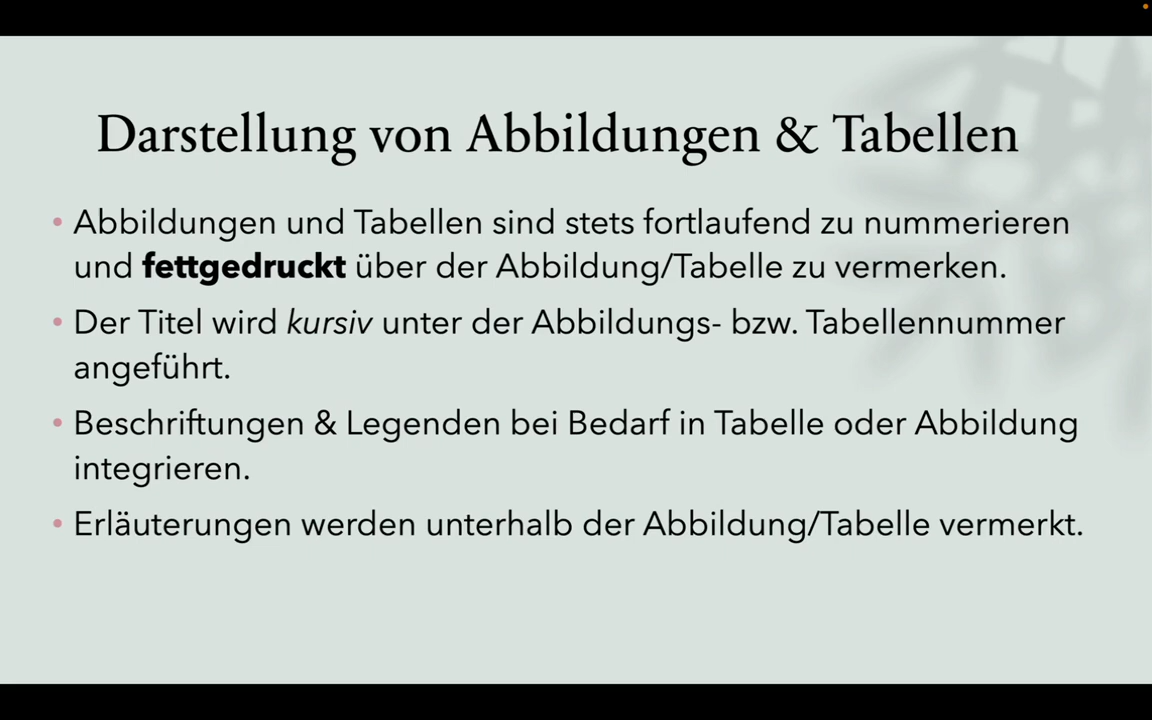 Darstellung von Abbildungen & Tabellen
• Abbildungen und Tabellen sind stets fortlaufend zu nummerieren
und fettgedruckt über der Abbildung/Tabelle zu vermerken.
• Der Titel wird kursiv unter der Abbildungs- bzw. Tabellennummer
angeführt.
• Beschriftungen & Legenden bei Bedarf in Tabelle oder Abbildung
integrieren.
• Erläuterungen werden unterhalb der Abbildung/Tabelle vermerkt.